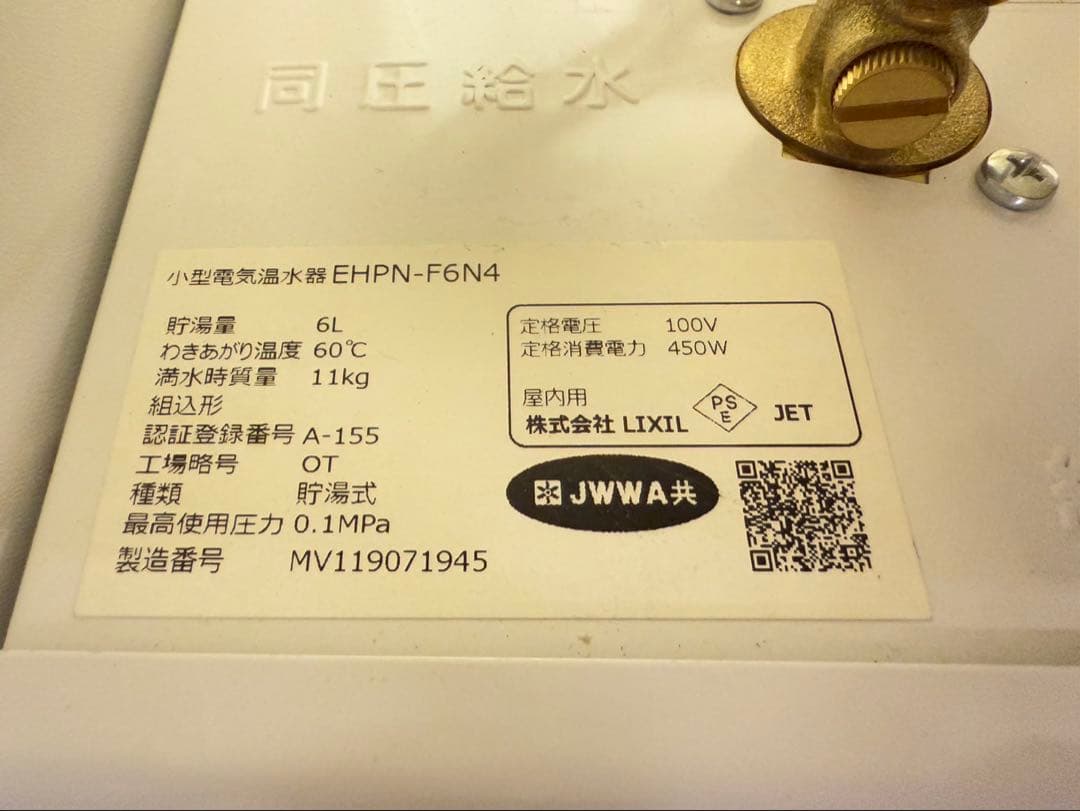 同圧給水
小型電気温水器 EHPN-F6N4
貯湯量 6L
わきあがり温度 60℃
満水時質量 11kg
組込形
認証登録番号 A-155
工場略号 OT
種類 貯湯式
最高使用圧力 0.1MPa
製造番号 MV119071945
定格電圧 100V
定格消費電力 450W
屋内用
株式会社 LIXIL
PS
E
JET
JWWA共